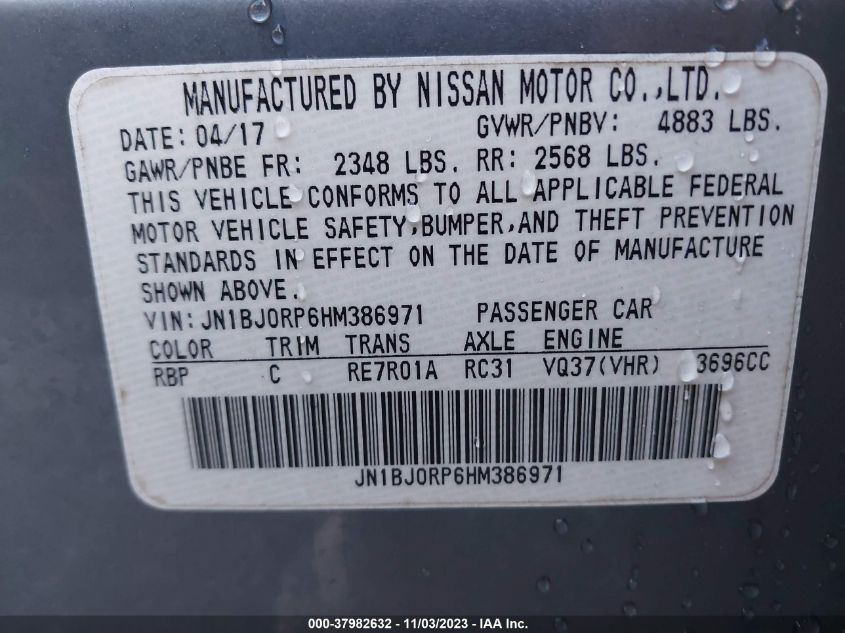 MANUFACTURED BY NISSAN MOTOR CO.,LTD.
DATE: 04/17 GVWR/PNBV: 4883 LBS.
GAWR/PNBE FR: 2348 LBS. RR: 2568 LBS.
THIS VEHICLE CONFORMS TO ALL APPLICABLE FEDERAL
MOTOR VEHICLE SAFETY,BUMPER,AND THEFT PREVENTION
STANDARDS IN EFFECT ON THE DATE OF MANUFACTURE
SHOWN ABOVE.
VIN: JN1BJ0RP6HM386971 PASSENGER CAR
COLOR TRIM TRANS AXLE ENGINE
RBP C RE7R01A RC31 VQ37(VHR) 3696CC
JN1BJ0RP6HM386971
000-37982632 - 11/03/2023 - IAA Inc.